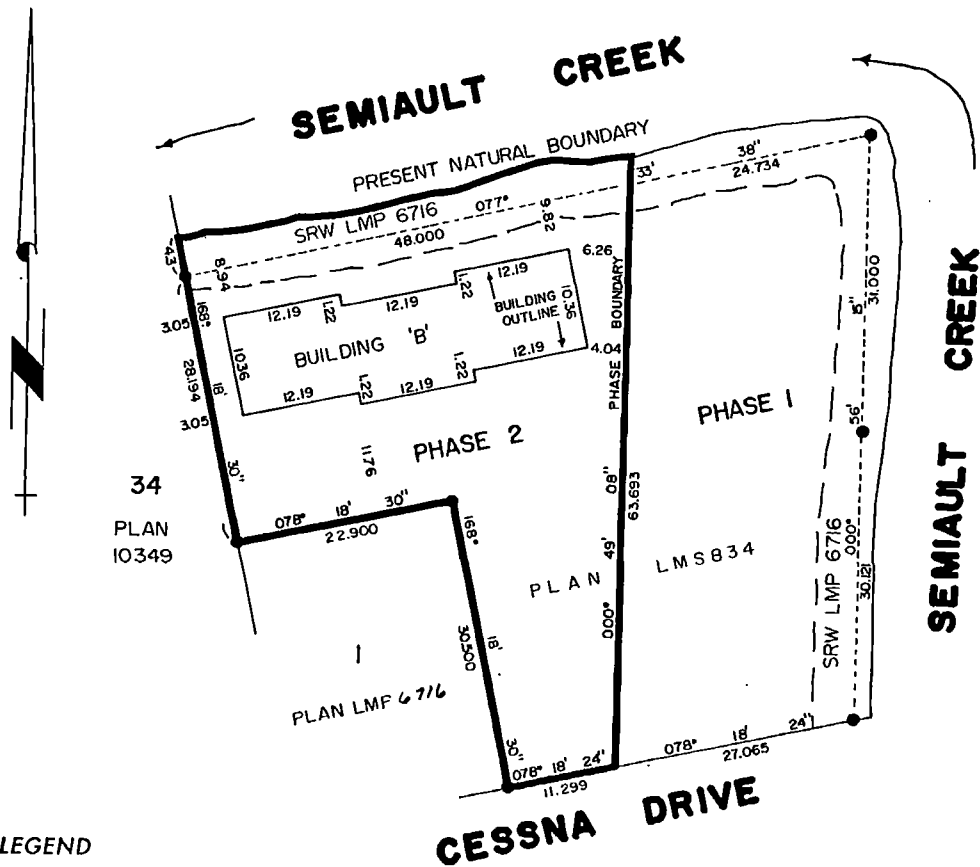 SEMIAULT CREEK
PRESENT NATURAL BOUNDARY
SRW LMP 6716
077° 33' 38"
48.000
24.734
9.82
8.94
-4.3
3.05
168° 18' 30"
28.194
3.05
12.19
1.22
12.19
1.22
12.19
6.26
10.36
BUILDING OUTLINE
BUILDING 'B'
1036
12.19
1.22
12.19
1.22
12.19
4.04
PHASE BOUNDARY
PHASE 1
PHASE 2
11.76
000° 49' 08"
63.693
31.000
000° 56' 15"
30.121
SRW LMP 6716
SEMIAULT CREEK
34
PLAN
10349
078° 18' 30"
22.900
168° 18' 30"
30.500
PLAN LMS834
1
PLAN LMF 6716
078° 18' 24"
11.299
078° 18' 24"
27.065
CESSNA DRIVE
LEGEND